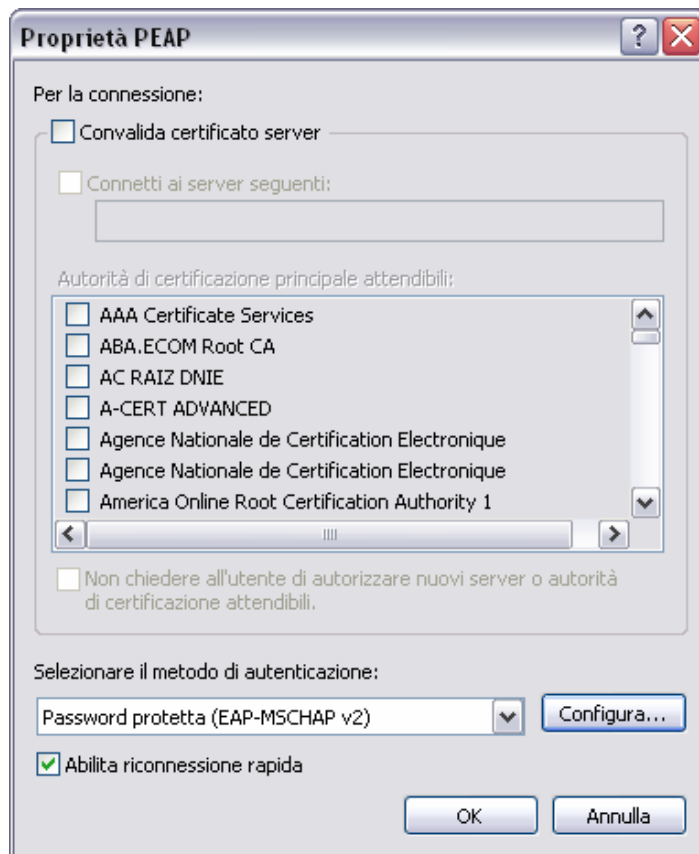 Proprietà PEAP
Per la connessione:
Convalida certificato server
Connetti ai server seguenti:
Autorità di certificazione principale attendibili:
AAA Certificate Services
ABA.ECOM Root CA
AC RAIZ DNIE
A-CERT ADVANCED
Agence Nationale de Certification Electronique
Agence Nationale de Certification Electronique
America Online Root Certification Authority 1
Non chiedere all'utente di autorizzare nuovi server o autorità
di certificazione attendibili.
Selezionare il metodo di autenticazione:
Password protetta (EAP-MSCHAP v2)
Configura...
Abilita riconnessione rapida
OK
Annulla